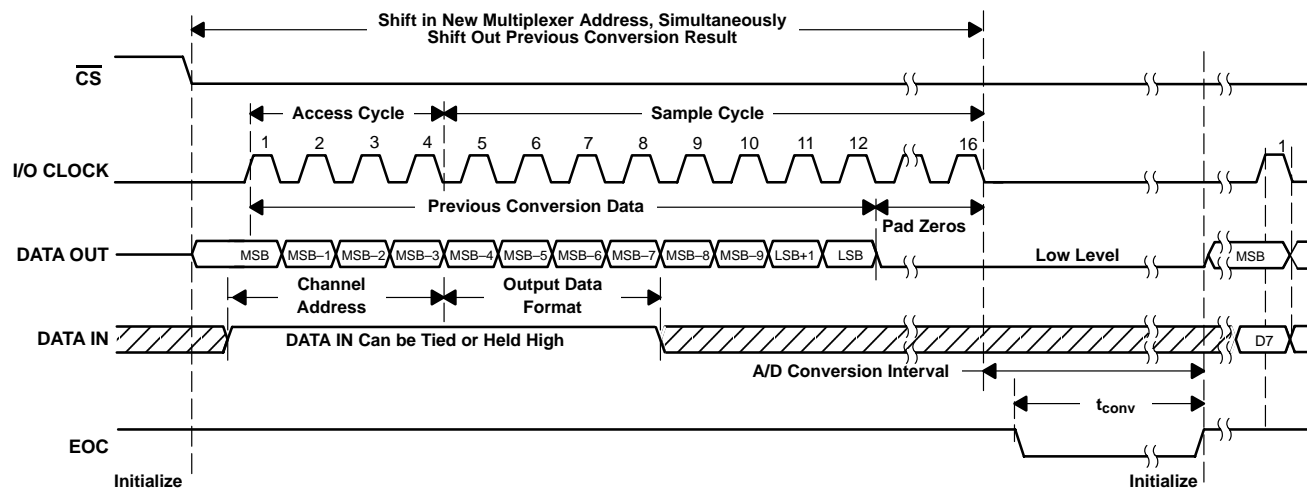 Shift in New Multiplexer Address, Simultaneously
Shift Out Previous Conversion Result
CS
Access Cycle
Sample Cycle
1 2 3 4 5 6 7 8 9 10 11 12 16 1
I/O CLOCK
Previous Conversion Data
Pad Zeros
DATA OUT
MSB MSB–1 MSB–2 MSB–3 MSB–4 MSB–5 MSB–6 MSB–7 MSB–8 MSB–9 LSB+1 LSB
Low Level
MSB
Channel
Address
Output Data
Format
DATA IN
DATA IN Can be Tied or Held High
D7
A/D Conversion Interval
tconv
EOC
Initialize
Initialize